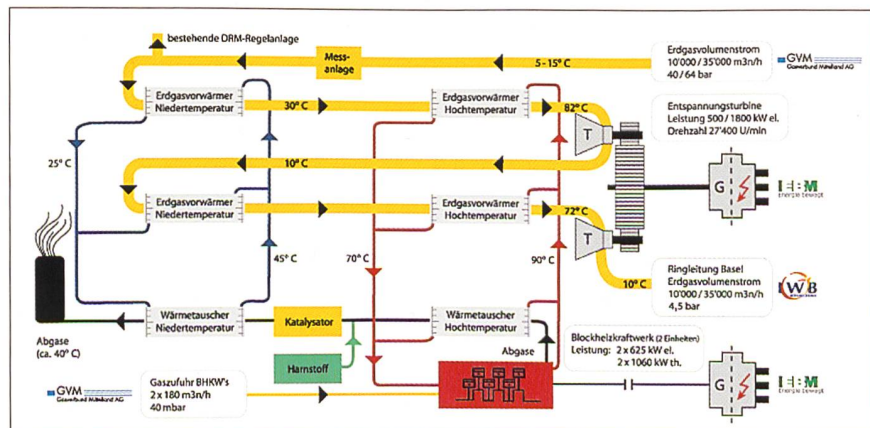 bestehende DRM-Regelanlage
Mess-
anlage
5 - 15° C
Erdgasvolumenstrom
10'000 / 35'000 m3n/h
40 / 64 bar
GVM
Gasverbund Mittelland AG
Erdgasvorwärmer
Niedertemperatur
30° C
Erdgasvorwärmer
Hochtemperatur
82° C
T
Entspannungsturbine
Leistung 500 / 1800 kW el.
Drehzahl 27'400 U/min
25° C
10° C
G
EBM
Energie bewegt
Erdgasvorwärmer
Niedertemperatur
Erdgasvorwärmer
Hochtemperatur
72° C
T
45° C
70° C
90° C
10° C
Ringleitung Basel
Erdgasvolumenstrom
10'000 / 35'000 m3n/h
4,5 bar
IWB
Wärmetauscher
Niedertemperatur
Katalysator
Wärmetauscher
Hochtemperatur
Abgase
(ca. 40° C)
Harnstoff
Abgase
Blockheizkraftwerk (2 Einheiten)
Leistung: 2 x 625 kW el.
2 x 1060 kW th.
GVM
Gasverbund Mittelland AG
Gaszufuhr BHKW's
2 x 180 m3n/h
40 mbar
G
EBM
Energie bewegt